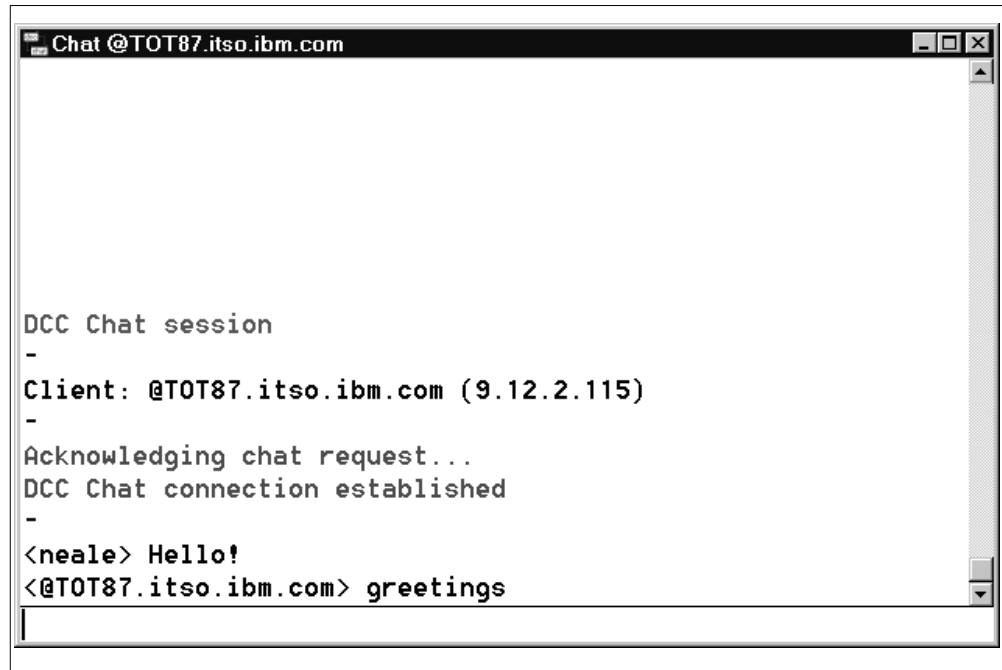 Chat @TOT87.itso.ibm.com
DCC Chat session
-
Client: @TOT87.itso.ibm.com (9.12.2.115)
-
Acknowledging chat request...
DCC Chat connection established
-
<neale> Hello!
<@TOT87.itso.ibm.com> greetings